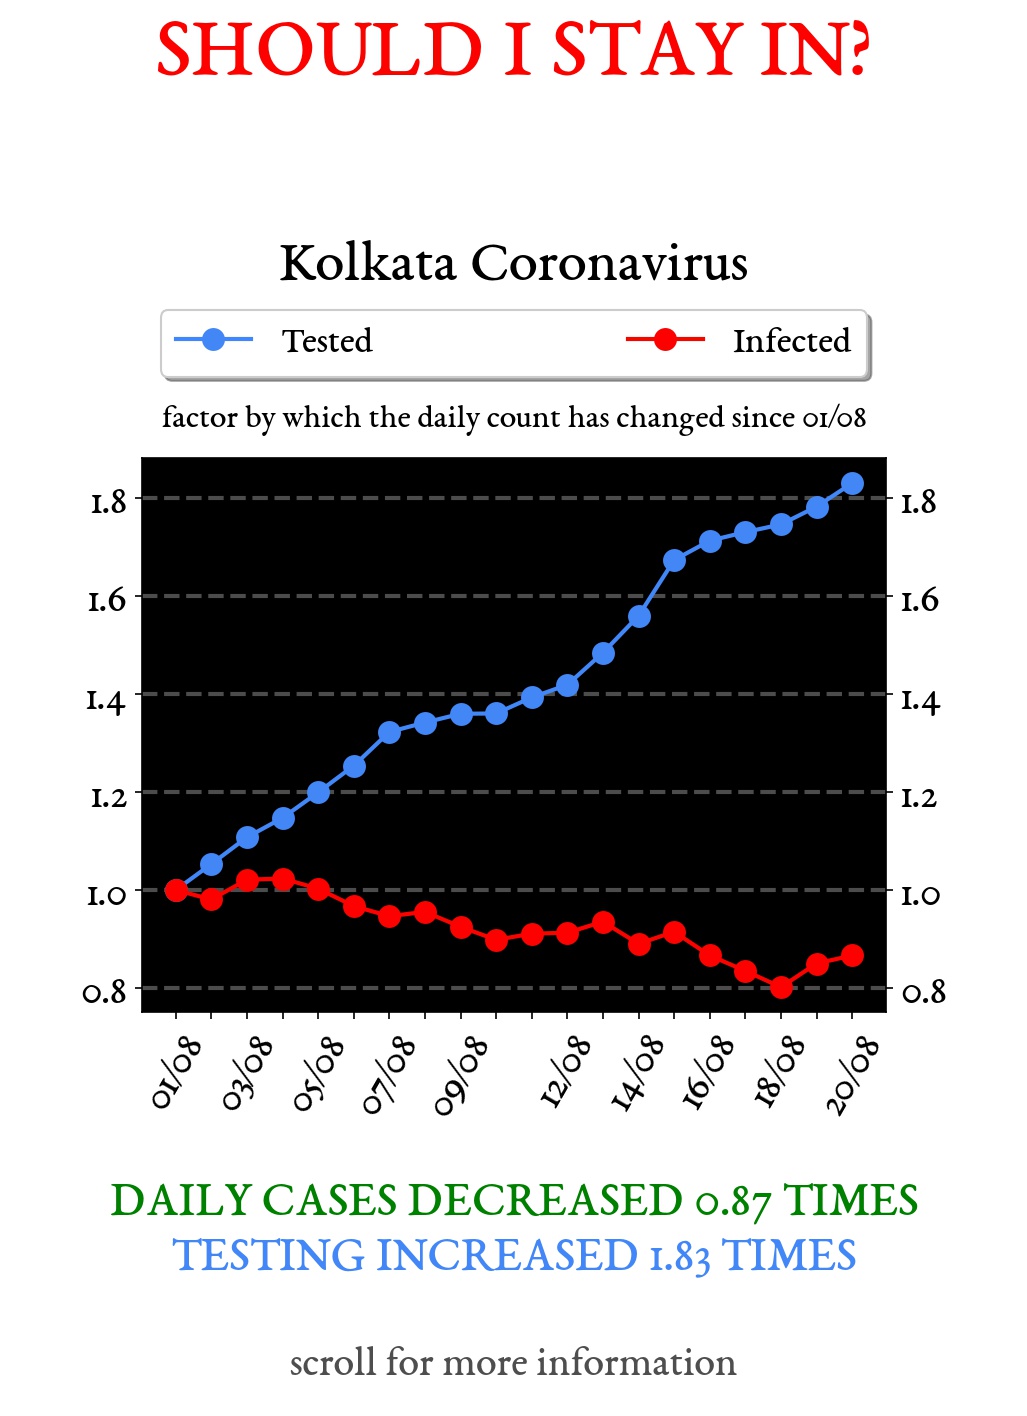 SHOULD I STAY IN?
Kolkata Coronavirus
Tested Infected
factor by which the daily count has changed since 01/08
1.8 1.8
1.6 1.6
1.4 1.4
1.2 1.2
1.0 1.0
0.8 0.8
01/08 03/08 05/08 07/08 09/08 12/08 14/08 16/08 18/08 20/08
DAILY CASES DECREASED 0.87 TIMES
TESTING INCREASED 1.83 TIMES
scroll for more information